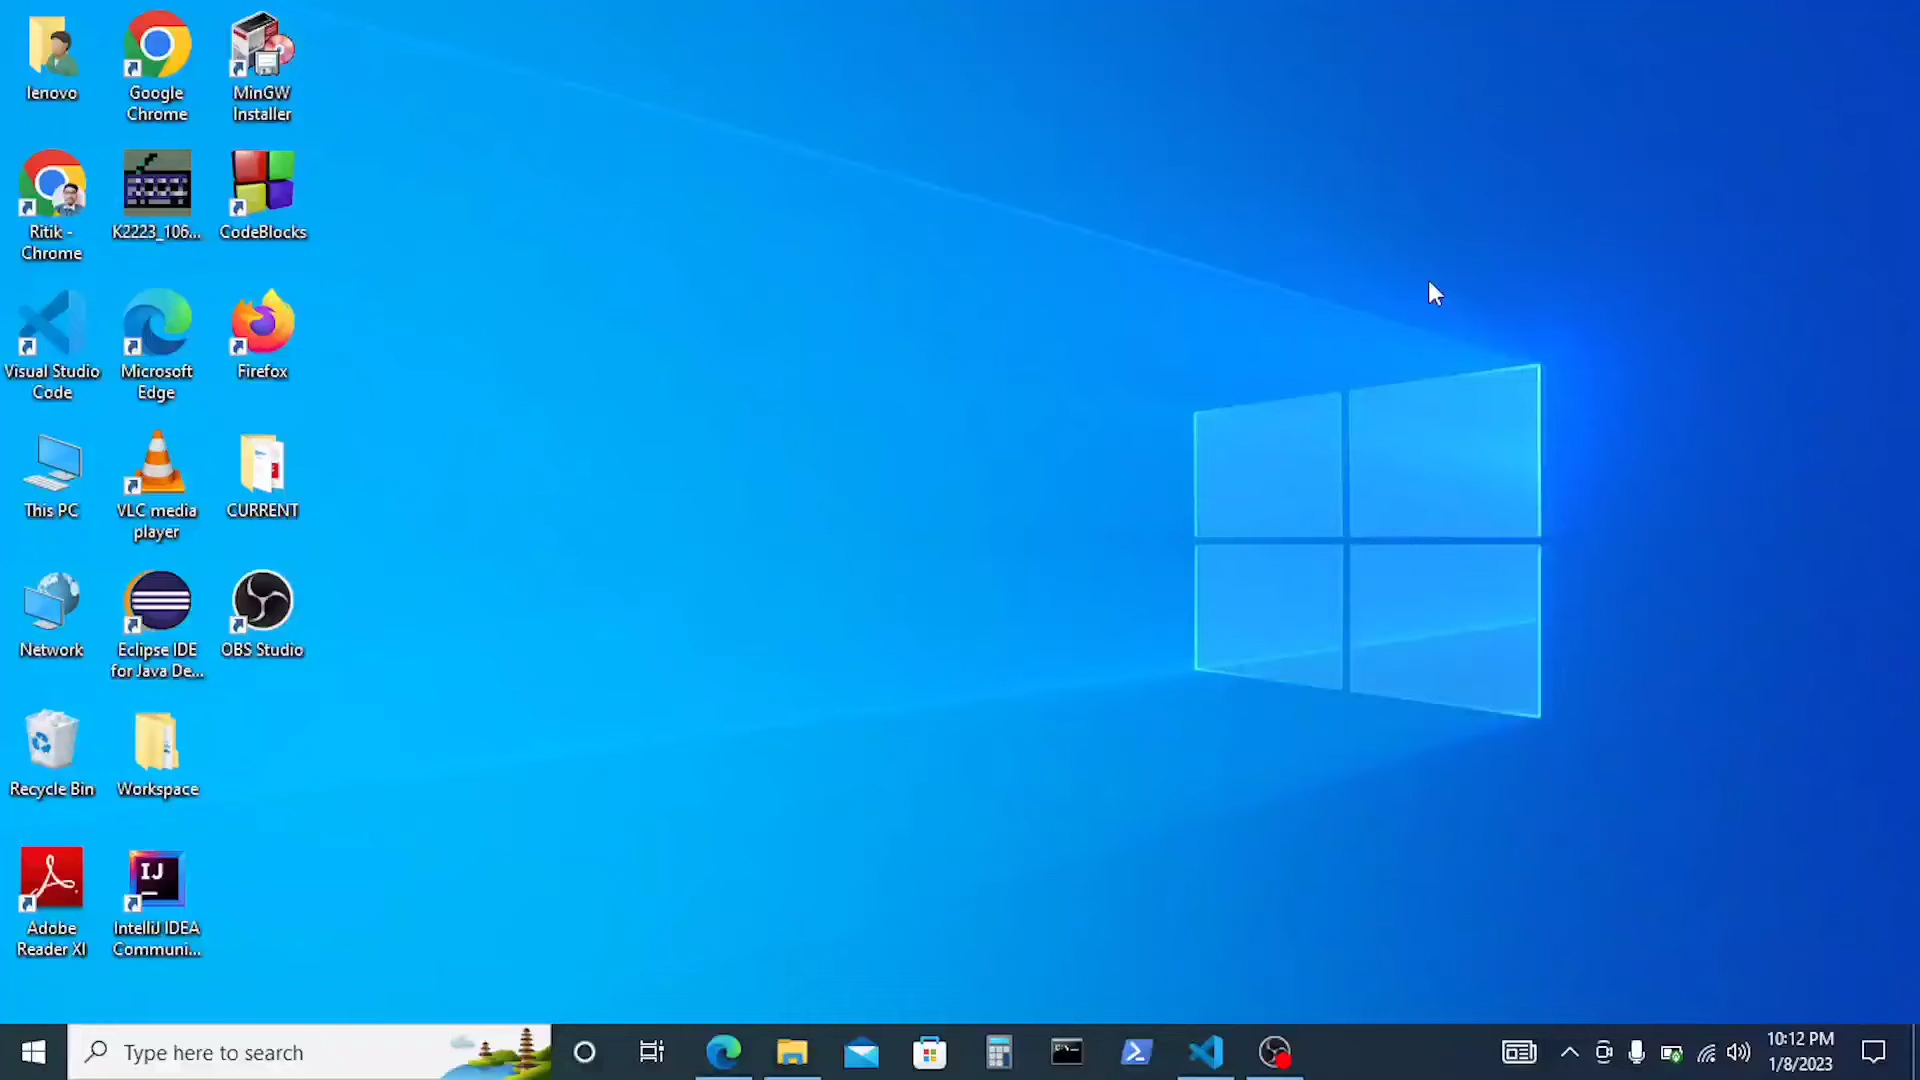 lenovo
Google
Chrome
MinGW
Installer
Ritik -
Chrome
K2223_106...
CodeBlocks
Visual Studio
Code
Microsoft
Edge
Firefox
This PC
VLC media
player
CURRENT
Network
Eclipse IDE
for Java De...
OBS Studio
Recycle Bin
Workspace
IJ
Adobe
Reader XI
IntelliJ IDEA
Communi...
Type here to search
10:12 PM
1/8/2023